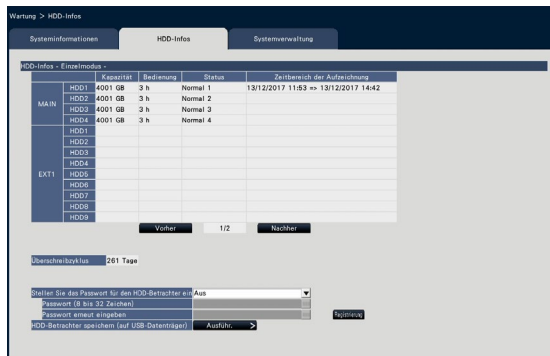 Wartung > HDD-Infos
Systeminformationen HDD-Infos Systemverwaltung
HDD-Infos - Einzelmodus -
Kapazität Bedienung Status Zeitbereich der Aufzeichnung
MAIN
HDD1 4001 GB 3 h Normal 1 13/12/2017 11:53 => 13/12/2017 14:42
HDD2 4001 GB 3 h Normal 2
HDD3 4001 GB 3 h Normal 3
HDD4 4001 GB 3 h Normal 4
EXT1
HDD1
HDD2
HDD3
HDD4
HDD5
HDD6
HDD7
HDD8
HDD9
Vorher 1/2 Nachher
Überschreibzyklus 261 Tage
Stellen Sie das Passwort für den HDD-Betrachter ein Aus
Passwort (8 bis 32 Zeichen)
Passwort erneut eingeben Registrierung
HDD-Betrachter speichern (auf USB-Datenträger) Ausführ. >